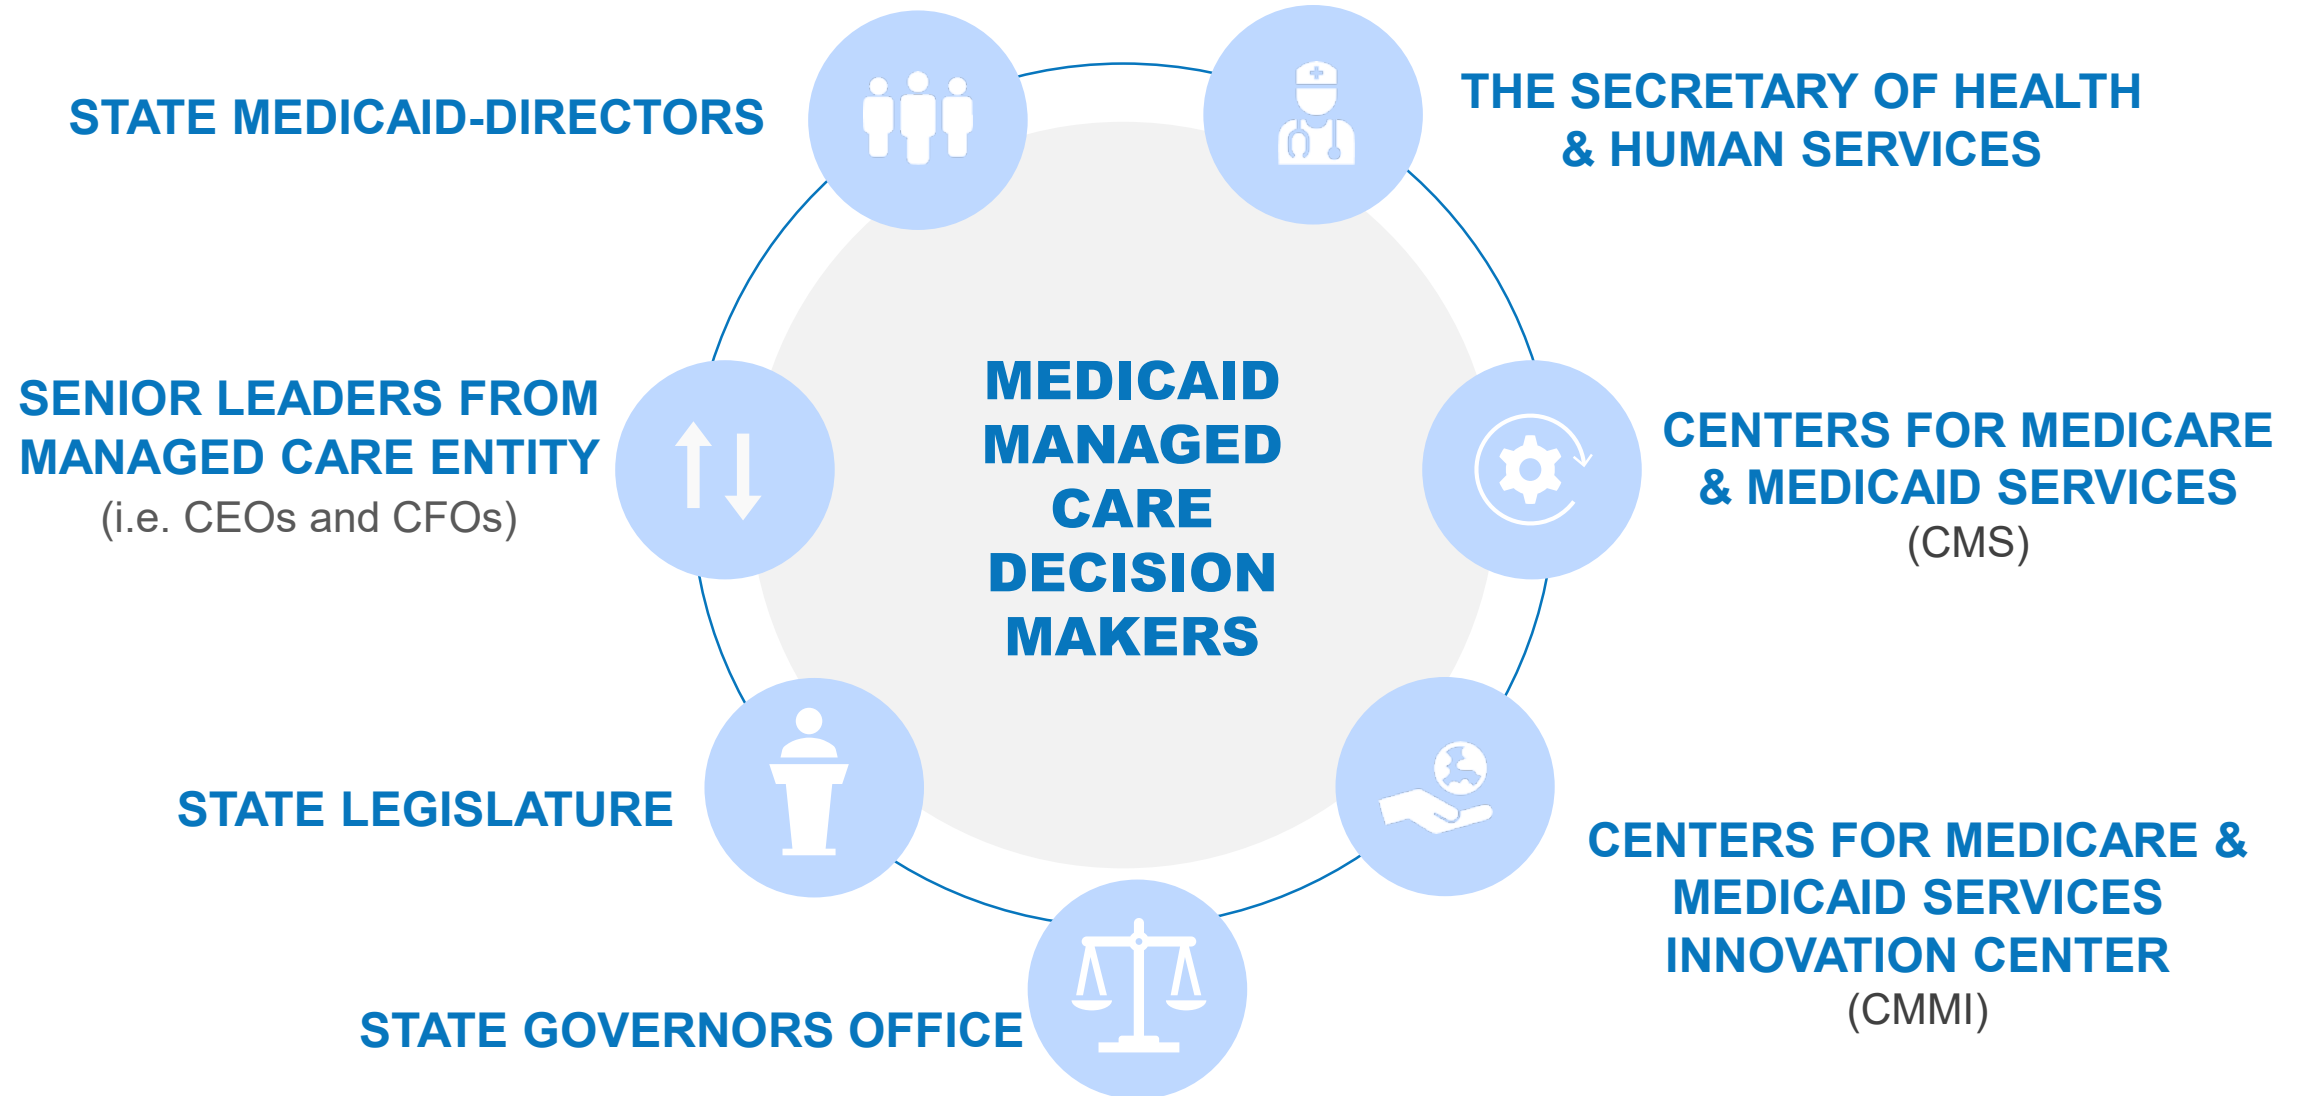 STATE MEDICAID-DIRECTORS
THE SECRETARY OF HEALTH
& HUMAN SERVICES
SENIOR LEADERS FROM
MANAGED CARE ENTITY
(i.e. CEOs and CFOs)
MEDICAID
MANAGED
CARE
DECISION
MAKERS
CENTERS FOR MEDICARE
& MEDICAID SERVICES
(CMS)
STATE LEGISLATURE
CENTERS FOR MEDICARE &
MEDICAID SERVICES
INNOVATION CENTER
(CMMI)
STATE GOVERNORS OFFICE